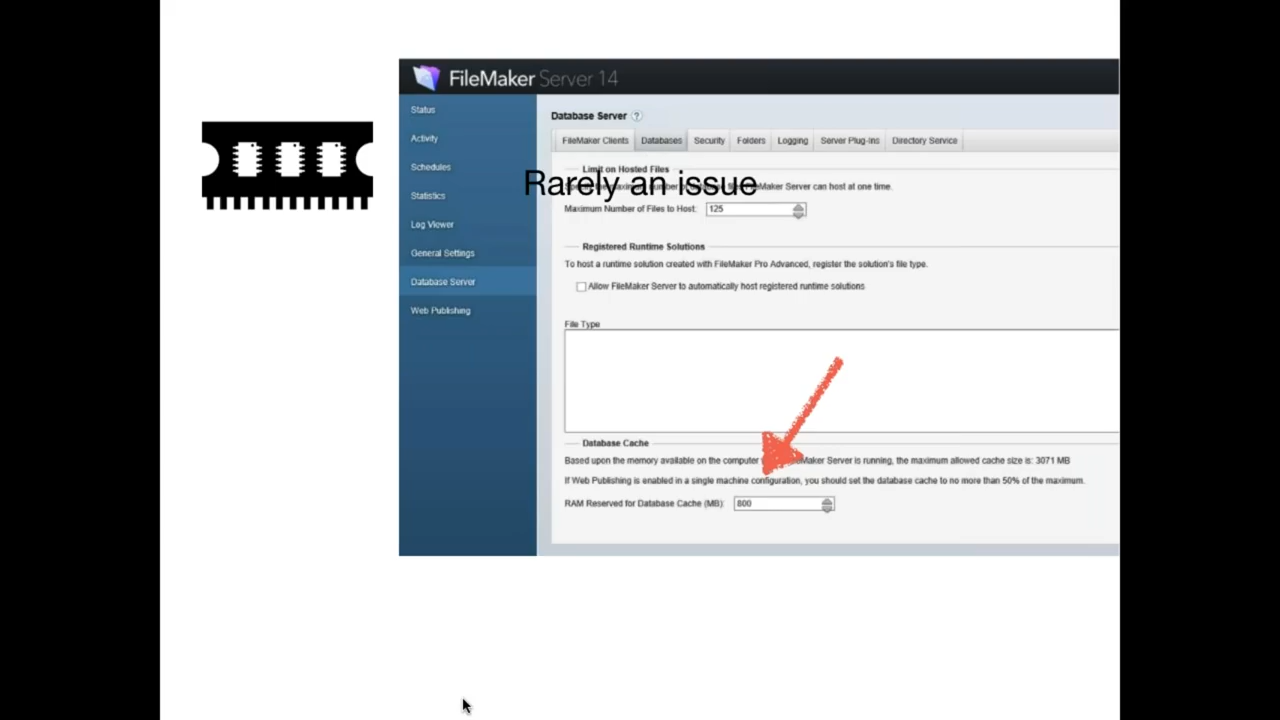 FileMaker Server 14
Status
Activity
Schedules
Statistics
Log Viewer
General Settings
Database Server
Web Publishing
Database Server ?
FileMaker Clients Databases Security Folders Logging Server Plug-Ins Directory Service
Limit on Hosted Files
Rarely an issue
number of Maker Server can host at one time.
Maximum Number of Files to Host: 125
Registered Runtime Solutions
To host a runtime solution created with FileMaker Pro Advanced, register the solution's file type.
Allow FileMaker Server to automatically host registered runtime solutions
File Type
Database Cache
Based upon the memory available on the computer Maker Server is running, the maximum allowed cache size is: 3071 MB
If Web Publishing is enabled in a single machine configuration, you should set the database cache to no more than 50% of the maximum.
RAM Reserved for Database Cache (MB): 800